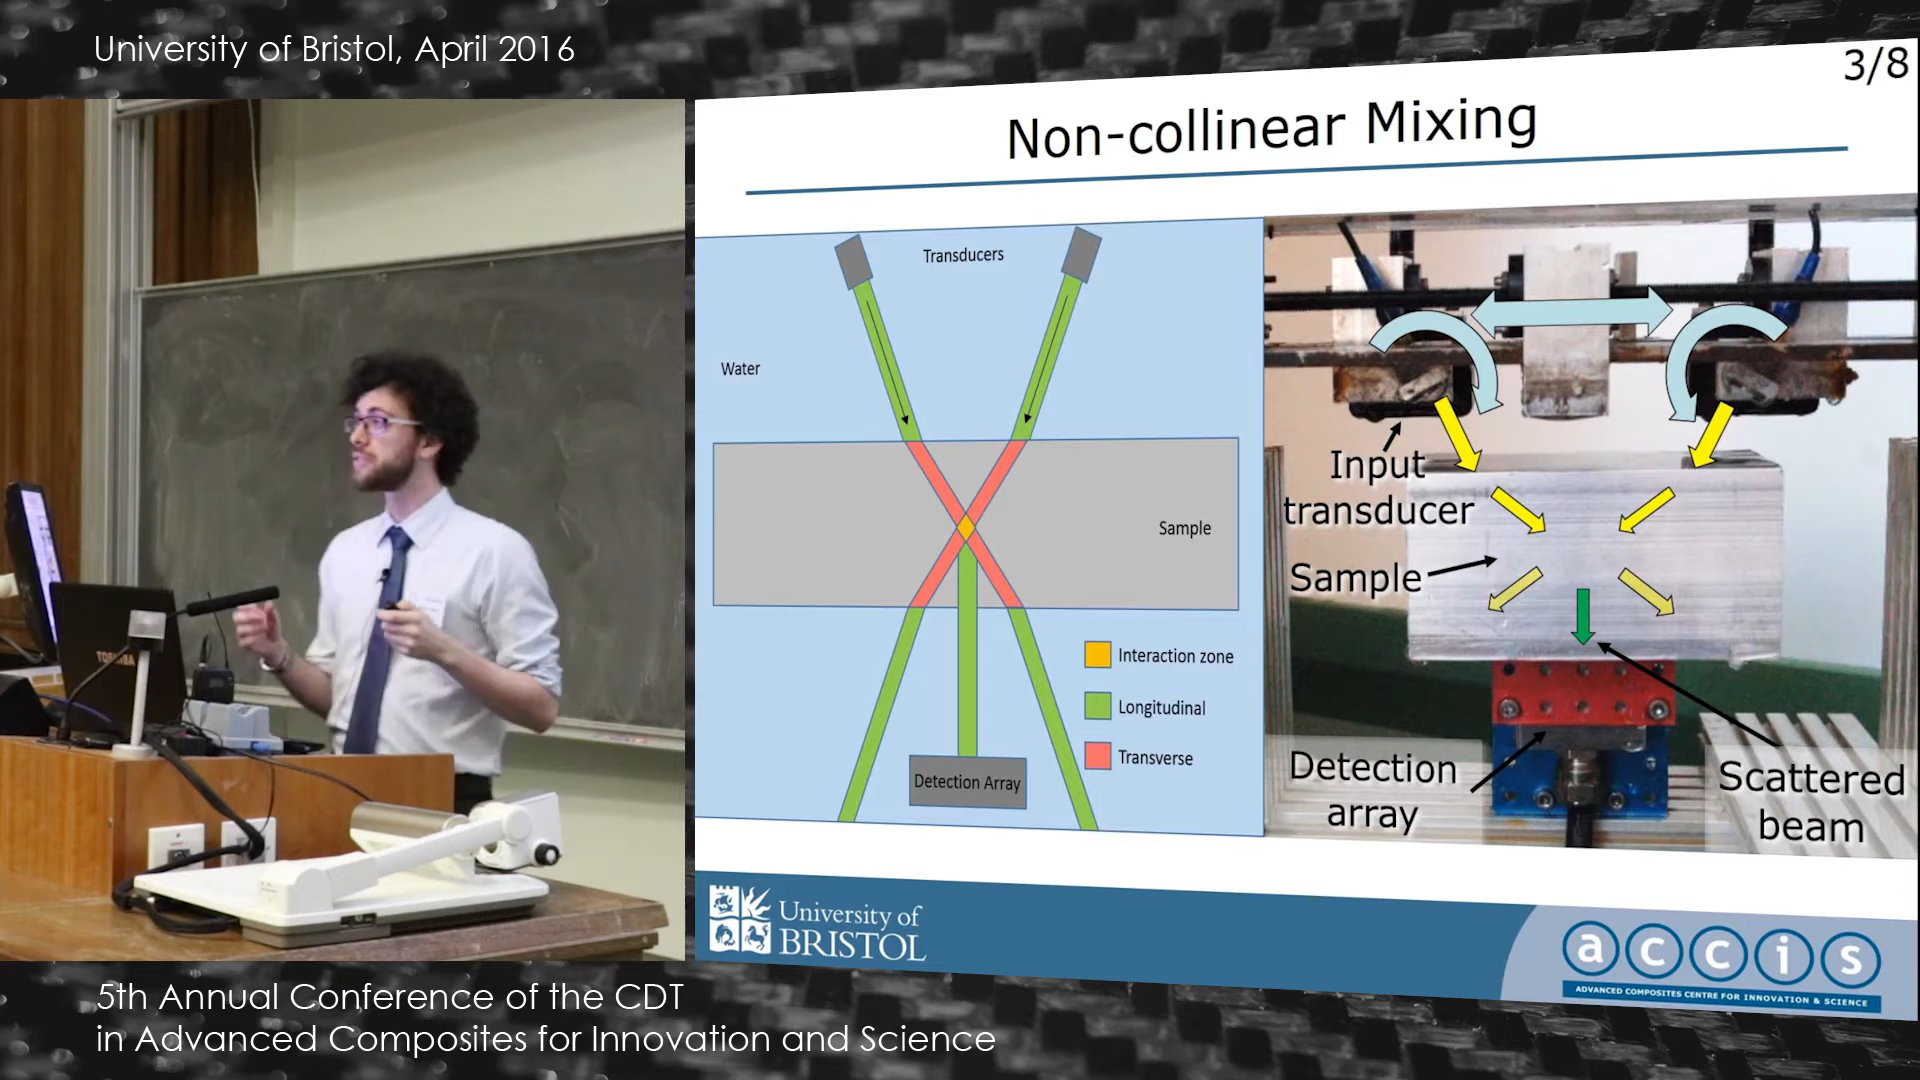 University of Bristol, April 2016
3/8
Non-collinear Mixing
Transducers
Water
Sample
Interaction zone
Longitudinal
Transverse
Detection Array
Input
transducer
Sample
Detection
array
Scattered
beam
TOSHIBA
University of
BRISTOL
accis
ADVANCED COMPOSITES CENTRE FOR INNOVATION & SCIENCE
5th Annual Conference of the CDT
in Advanced Composites for Innovation and Science